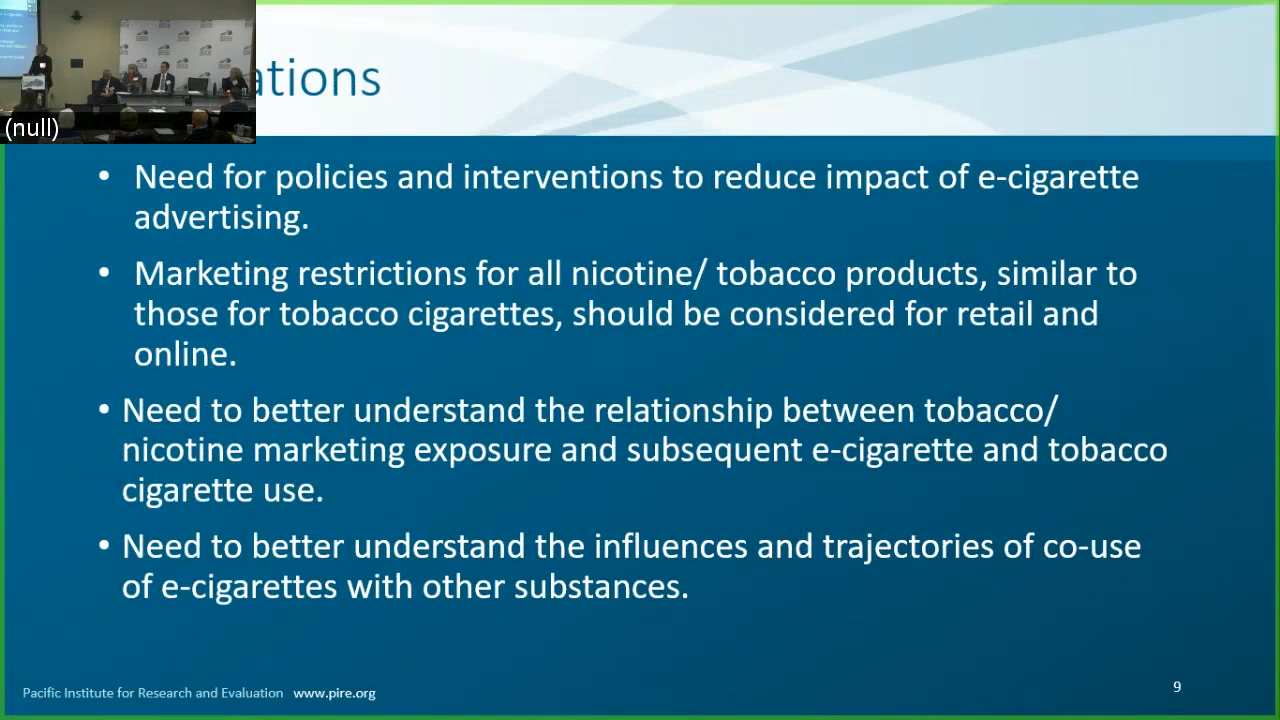 ations
(null)
• Need for policies and interventions to reduce impact of e-cigarette
advertising.
• Marketing restrictions for all nicotine/ tobacco products, similar to
those for tobacco cigarettes, should be considered for retail and
online.
• Need to better understand the relationship between tobacco/
nicotine marketing exposure and subsequent e-cigarette and tobacco
cigarette use.
• Need to better understand the influences and trajectories of co-use
of e-cigarettes with other substances.
Pacific Institute for Research and Evaluation www.pire.org
9